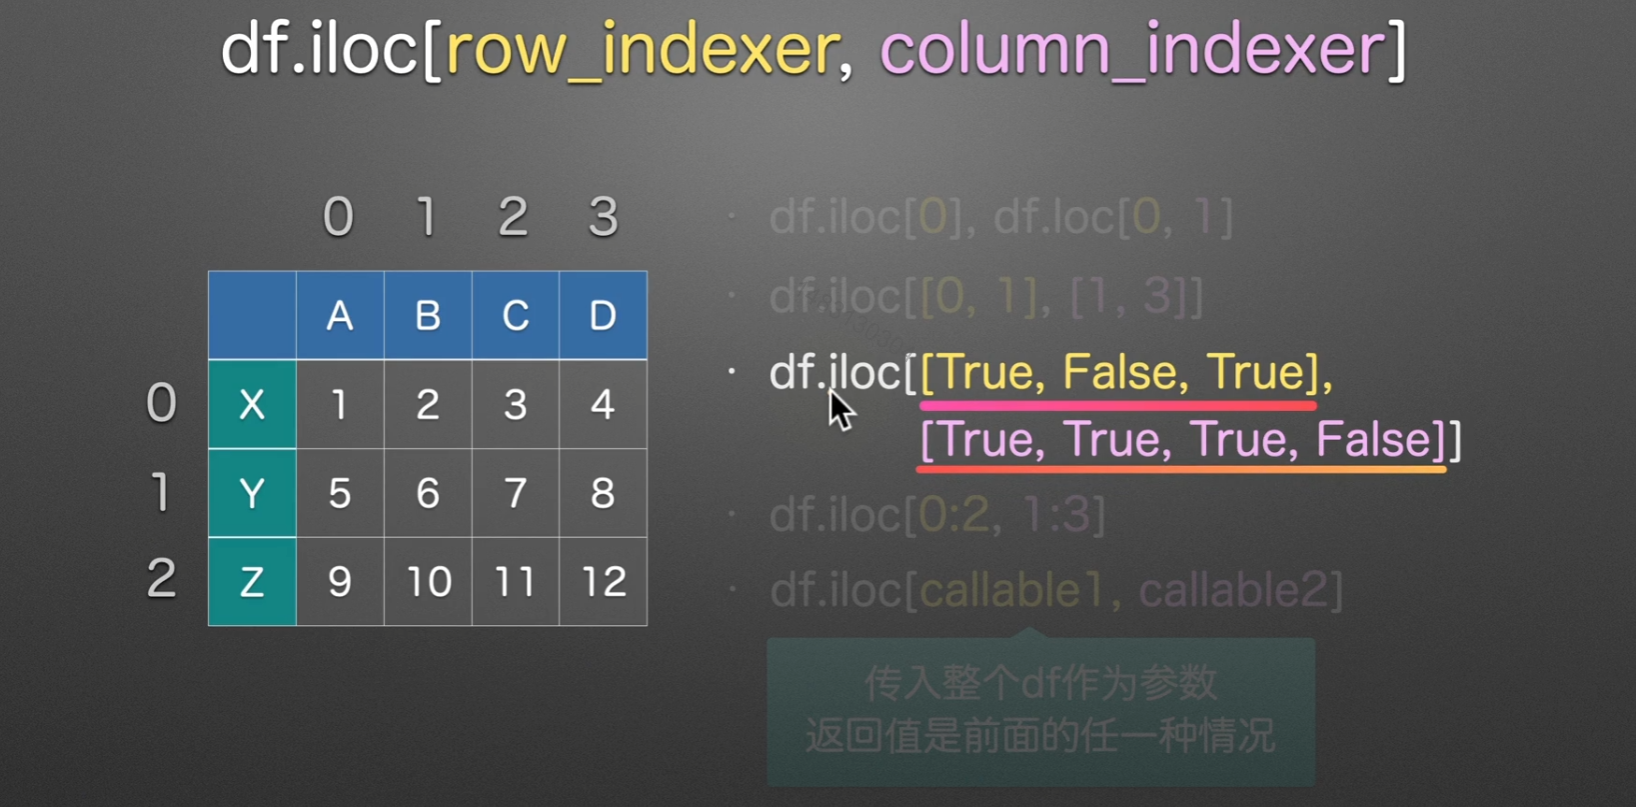 df.iloc[row_indexer, column_indexer]
0 1 2 3
A B C D
0 X 1 2 3 4
1 Y 5 6 7 8
2 Z 9 10 11 12
· df.iloc[0], df.loc[0, 1]
· df.iloc[[0, 1], [1, 3]]
· df.iloc[[True, False, True],
[True, True, True, False]]
· df.iloc[0:2, 1:3]
· df.iloc[callable1, callable2]
传入整个df作为参数
返回值是前面的任一种情况